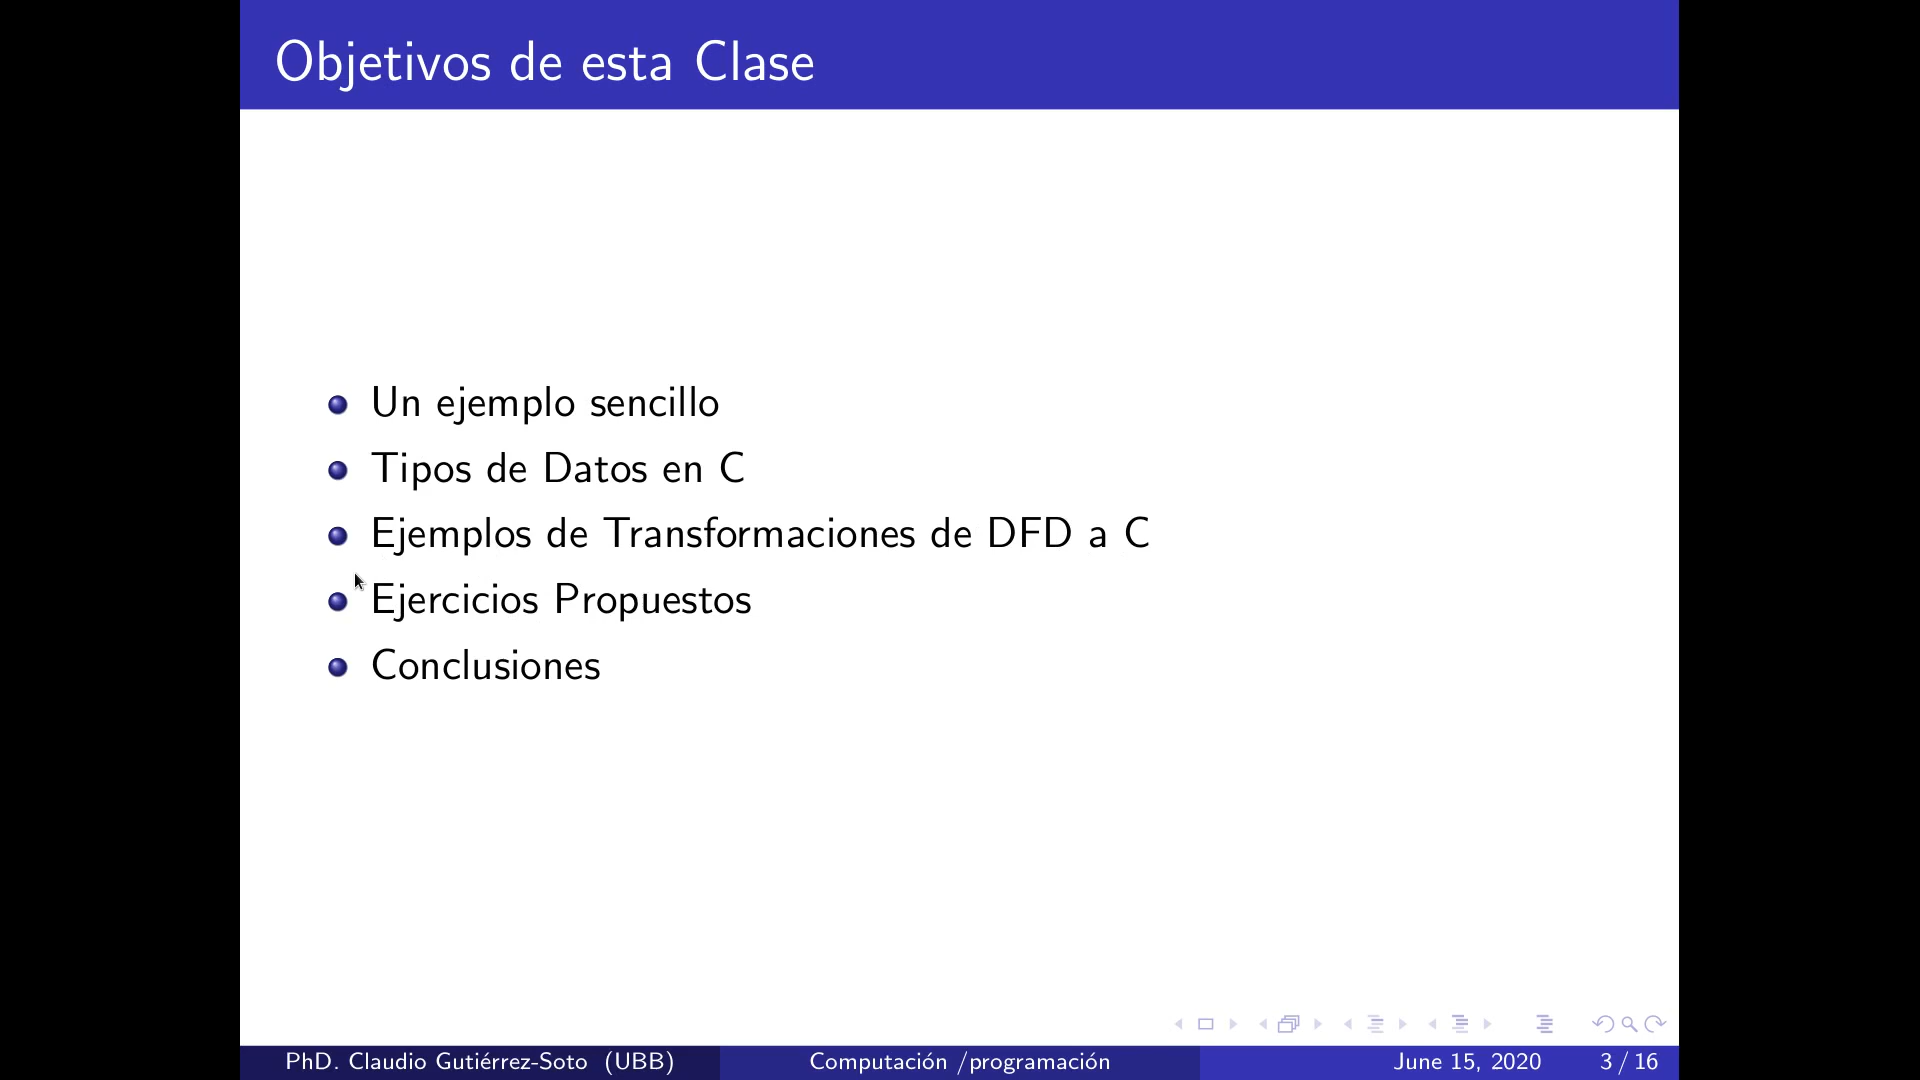 Objetivos de esta Clase
Un ejemplo sencillo
Tipos de Datos en C
Ejemplos de Transformaciones de DFD a C
Ejercicios Propuestos
Conclusiones
PhD. Claudio Gutiérrez-Soto (UBB) Computación /programación June 15, 2020 3 / 16